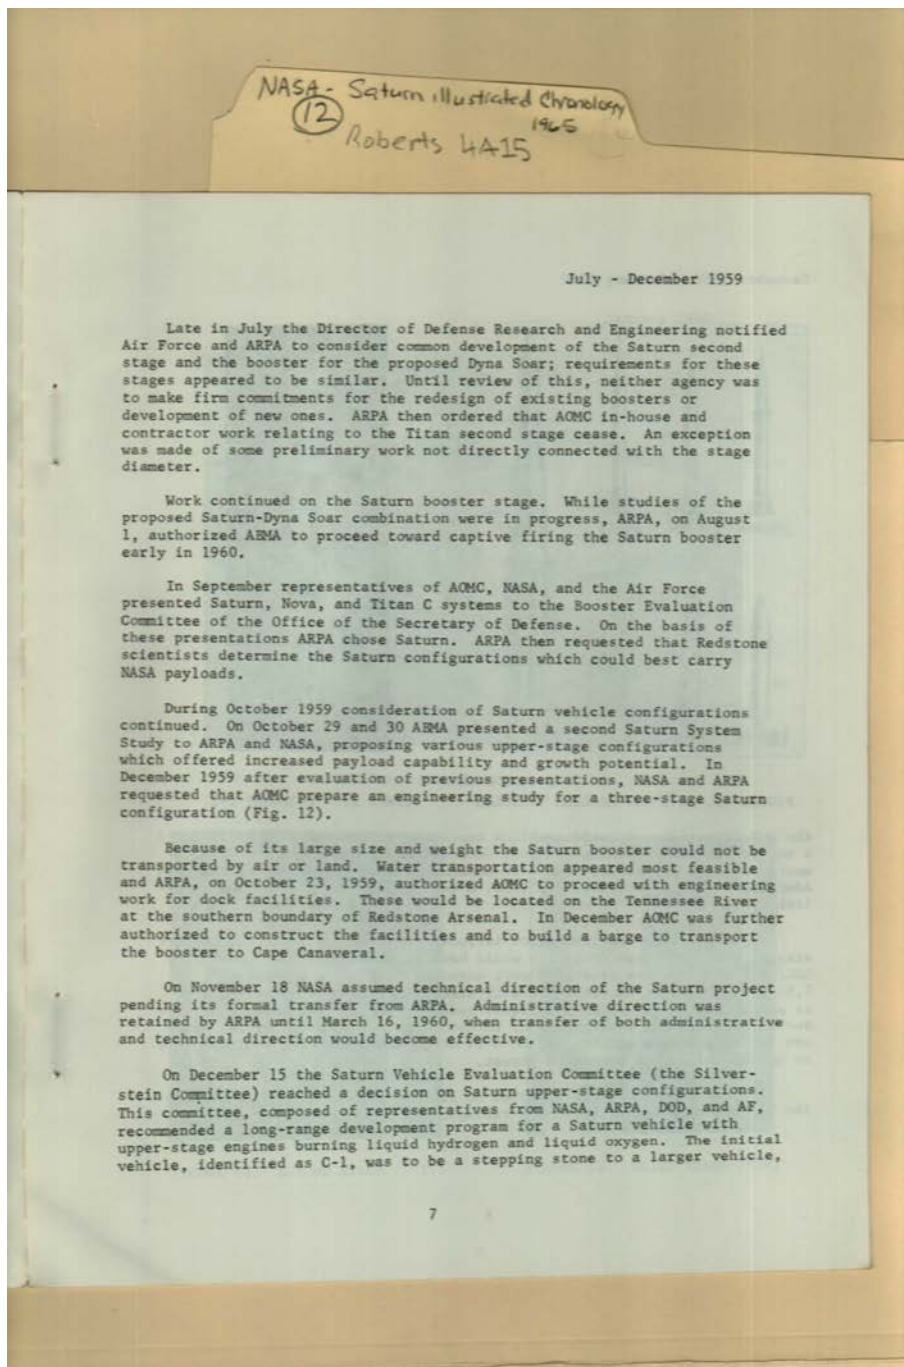 NASA - Saturn illustrated Chronology
12
1965
Roberts 4A15
July - December 1959
Late in July the Director of Defense Research and Engineering notified
Air Force and ARPA to consider common development of the Saturn second
stage and the booster for the proposed Dyna Soar; requirements for these
stages appeared to be similar. Until review of this, neither agency was
to make firm commitments for the redesign of existing boosters or
development of new ones. ARPA then ordered that AOMC in-house and
contractor work relating to the Titan second stage cease. An exception
was made of some preliminary work not directly connected with the stage
diameter.
Work continued on the Saturn booster stage. While studies of the
proposed Saturn-Dyna Soar combination were in progress, ARPA, on August
1, authorized ABMA to proceed toward captive firing the Saturn booster
early in 1960.
In September representatives of AOMC, NASA, and the Air Force
presented Saturn, Nova, and Titan C systems to the Booster Evaluation
Committee of the Office of the Secretary of Defense. On the basis of
these presentations ARPA chose Saturn. ARPA then requested that Redstone
scientists determine the Saturn configurations which could best carry
NASA payloads.
During October 1959 consideration of Saturn vehicle configurations
continued. On October 29 and 30 ABMA presented a second Saturn System
Study to ARPA and NASA, proposing various upper-stage configurations
which offered increased payload capability and growth potential. In
December 1959 after evaluation of previous presentations, NASA and ARPA
requested that AOMC prepare an engineering study for a three-stage Saturn
configuration (Fig. 12).
Because of its large size and weight the Saturn booster could not be
transported by air or land. Water transportation appeared most feasible
and ARPA, on October 23, 1959, authorized AOMC to proceed with engineering
work for dock facilities. These would be located on the Tennessee River
at the southern boundary of Redstone Arsenal. In December AOMC was further
authorized to construct the facilities and to build a barge to transport
the booster to Cape Canaveral.
On November 18 NASA assumed technical direction of the Saturn project
pending its formal transfer from ARPA. Administrative direction was
retained by ARPA until March 16, 1960, when transfer of both administrative
and technical direction would become effective.
On December 15 the Saturn Vehicle Evaluation Committee (the Silver-
stein Committee) reached a decision on Saturn upper-stage configurations.
This committee, composed of representatives from NASA, ARPA, DOD, and AF,
recommended a long-range development program for a Saturn vehicle with
upper-stage engines burning liquid hydrogen and liquid oxygen. The initial
vehicle, identified as C-1, was to be a stepping stone to a larger vehicle,
7